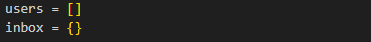 users = []
inbox = {}